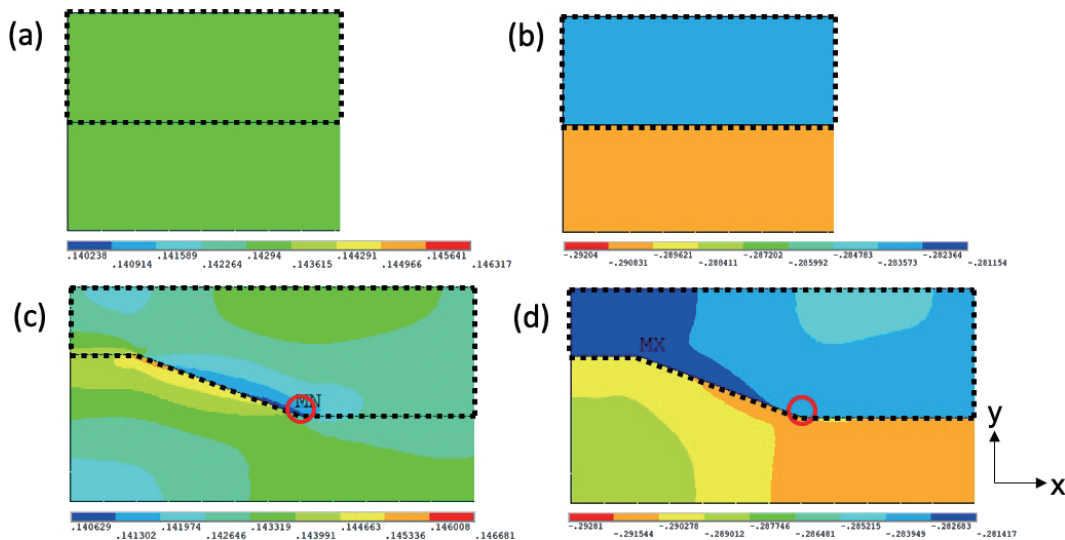 (a)
(b)
.140238 .141589 .14294 .144291 .145641
.140914 .142264 .143615 .144966 .146317
-.29204 -.289621 -.287202 -.284783 -.282364
-.290831 -.288411 -.285992 -.283573 -.281154
(c)
MN
(d)
MX
y
x
.140629 .141974 .143319 .144663 .146008
.141302 .142646 .143991 .145336 .146681
-.29281 -.290278 -.287746 -.285215 -.282683
-.291544 -.289012 -.286481 -.283949 -.281417